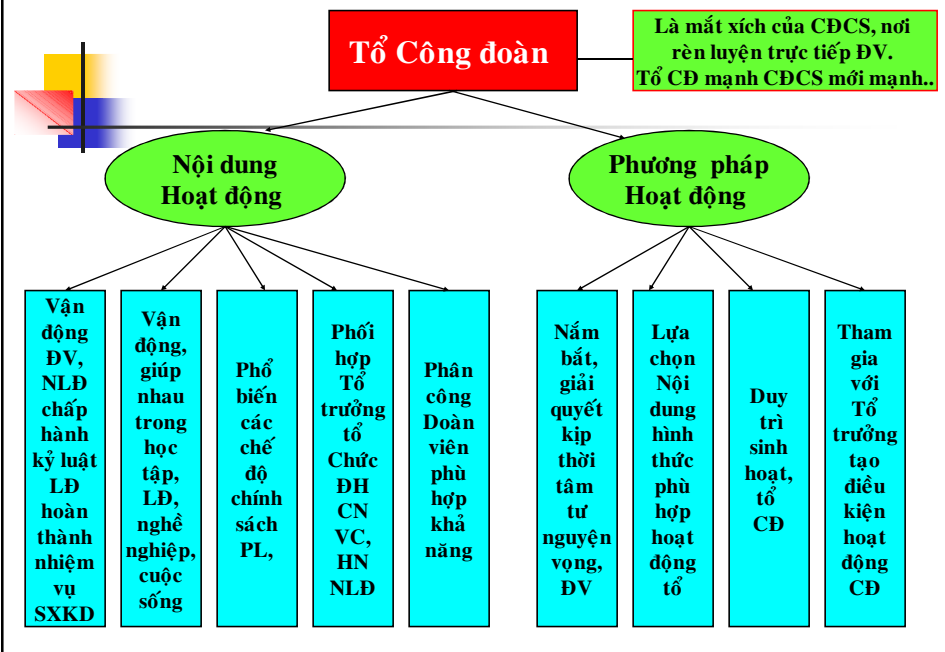 Tổ Công đoàn
Là mắt xích của CĐCS, nơi
rèn luyện trực tiếp ĐV.
Tổ CĐ mạnh CĐCS mới mạnh..
Nội dung
Hoạt động
Phương pháp
Hoạt động
Vận
động
ĐV,
NLĐ
chấp
hành
kỷ luật
LĐ
hoàn
thành
nhiệm
vụ
SXKD
Vận
động,
giúp
nhau
trong
học
tập,
LĐ,
nghề
nghiệp,
cuộc
sống
Phổ
biến
các
chế
độ
chính
sách
PL,
Phối
hợp
Tổ
trưởng
tổ
Chức
ĐH
CN
VC,
HN
NLĐ
Phân
công
Doàn
viên
phù
hợp
khả
năng
Nắm
bắt,
giải
quyết
kịp
thời
tâm
tư
nguyện
vọng,
ĐV
Lựa
chọn
Nội
dung
hình
thức
phù
hợp
hoạt
động
tổ
Duy
trì
sinh
hoạt,
tổ
CĐ
Tham
gia
với
Tổ
trưởng
tạo
điều
kiện
hoạt
động
CĐ